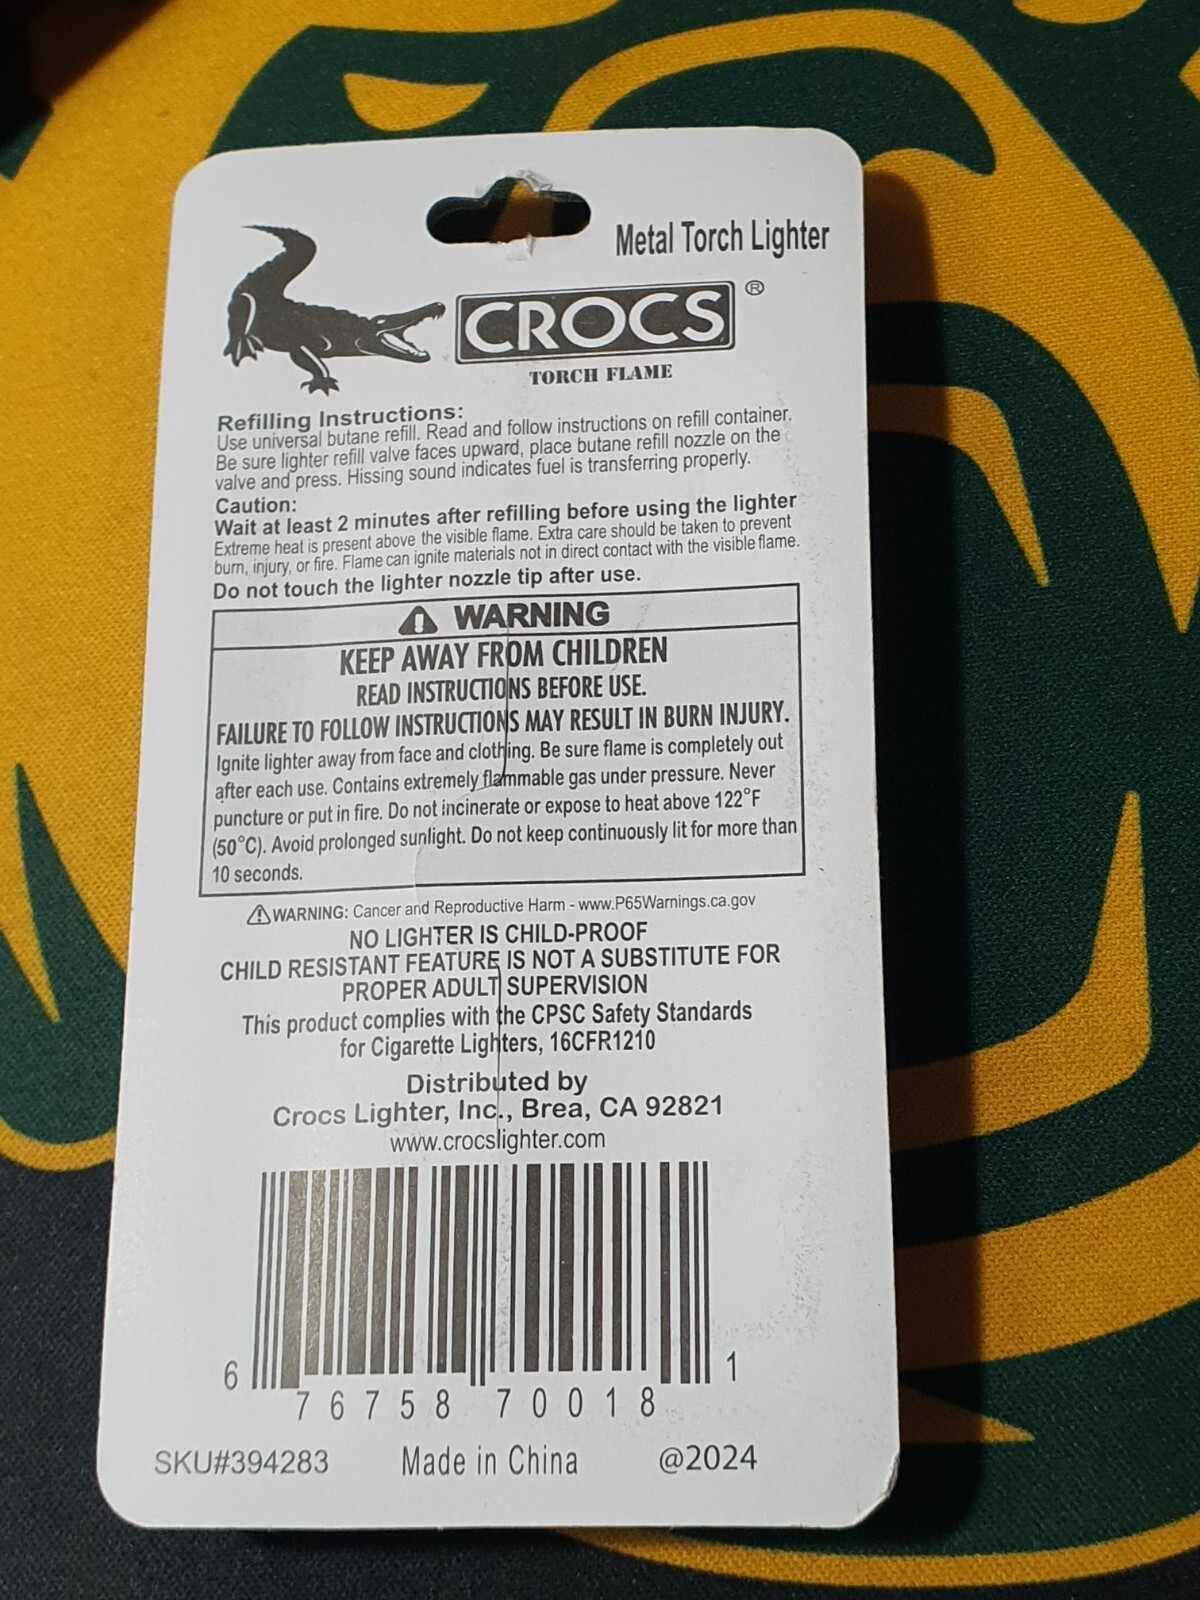 Metal Torch Lighter
CROCS®
TORCH FLAME
Refilling Instructions:
Use universal butane refill. Read and follow instructions on refill container.
Be sure lighter refill valve faces upward, place butane refill nozzle on the
valve and press. Hissing sound indicates fuel is transferring properly.
Caution:
Wait at least 2 minutes after refilling before using the lighter
Extreme heat is present above the visible flame. Extra care should be taken to prevent
burn, injury, or fire. Flame can ignite materials not in direct contact with the visible flame.
Do not touch the lighter nozzle tip after use.
⚠ WARNING
KEEP AWAY FROM CHILDREN
READ INSTRUCTIONS BEFORE USE.
FAILURE TO FOLLOW INSTRUCTIONS MAY RESULT IN BURN INJURY.
Ignite lighter away from face and clothing. Be sure flame is completely out
after each use. Contains extremely flammable gas under pressure. Never
puncture or put in fire. Do not incinerate or expose to heat above 122°F
(50°C). Avoid prolonged sunlight. Do not keep continuously lit for more than
10 seconds.
⚠WARNING: Cancer and Reproductive Harm - www.P65Warnings.ca.gov
NO LIGHTER IS CHILD-PROOF
CHILD RESISTANT FEATURE IS NOT A SUBSTITUTE FOR
PROPER ADULT SUPERVISION
This product complies with the CPSC Safety Standards
for Cigarette Lighters, 16CFR1210
Distributed by
Crocs Lighter, Inc., Brea, CA 92821
www.crocslighter.com
6 76758 70018 1
SKU#394283 Made in China @2024